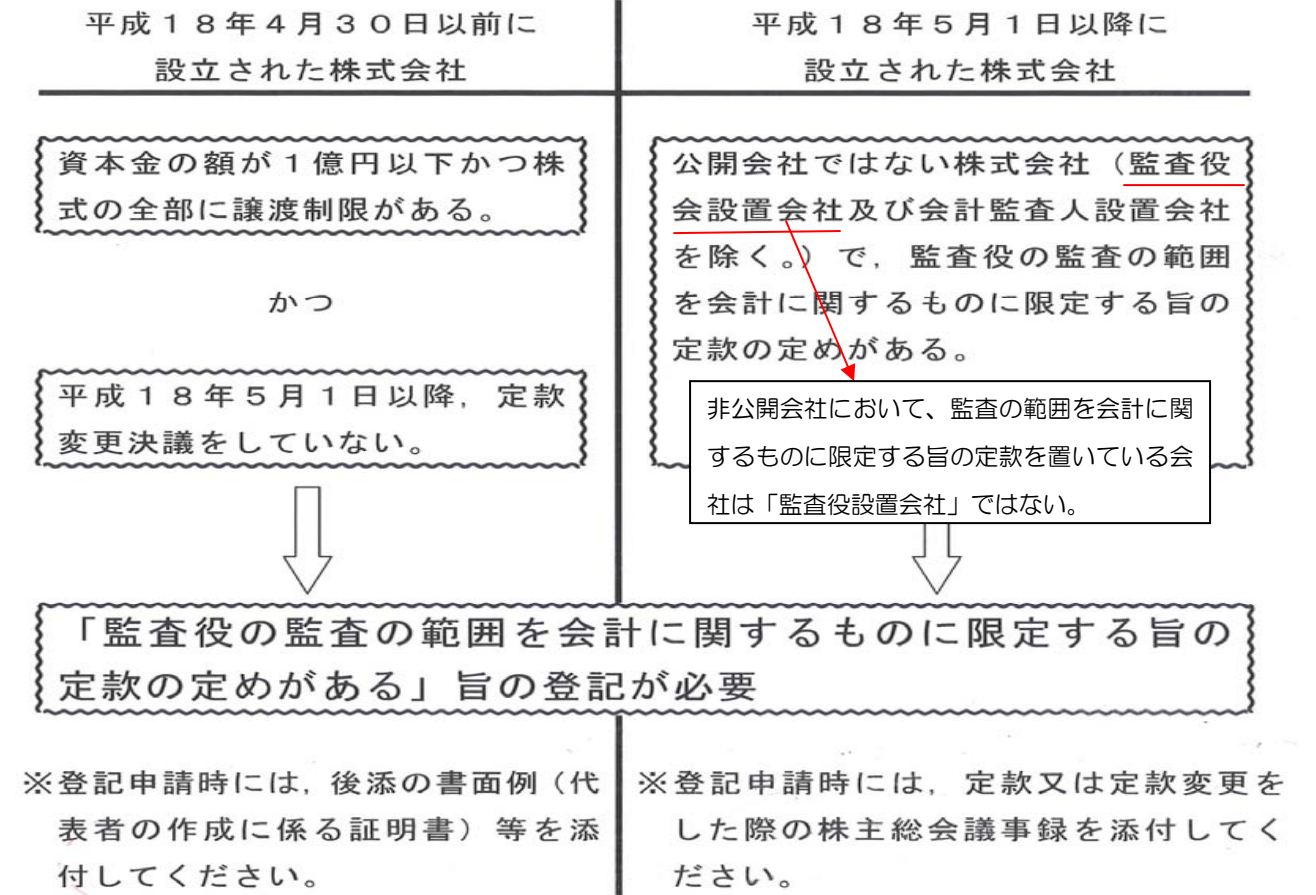 平成18年4月30日以前に
設立された株式会社
資本金の額が1億円以下かつ株
式の全部に譲渡制限がある。
かつ
平成18年5月1日以降,定款
変更決議をしていない。
平成18年5月1日以降に
設立された株式会社
公開会社ではない株式会社(監査役
会設置会社及び会計監査人設置会社
を除く。)で,監査役の監査の範囲
を会計に関するものに限定する旨の
定款の定めがある。
非公開会社において、監査の範囲を会計に関
するものに限定する旨の定款を置いている会
社は「監査役設置会社」ではない。
「監査役の監査の範囲を会計に関するものに限定する旨の
定款の定めがある」旨の登記が必要
※登記申請時には,後添の書面例(代
表者の作成に係る証明書)等を添
付してください。
※登記申請時には,定款又は定款変更を
した際の株主総会議事録を添付してく
ださい。